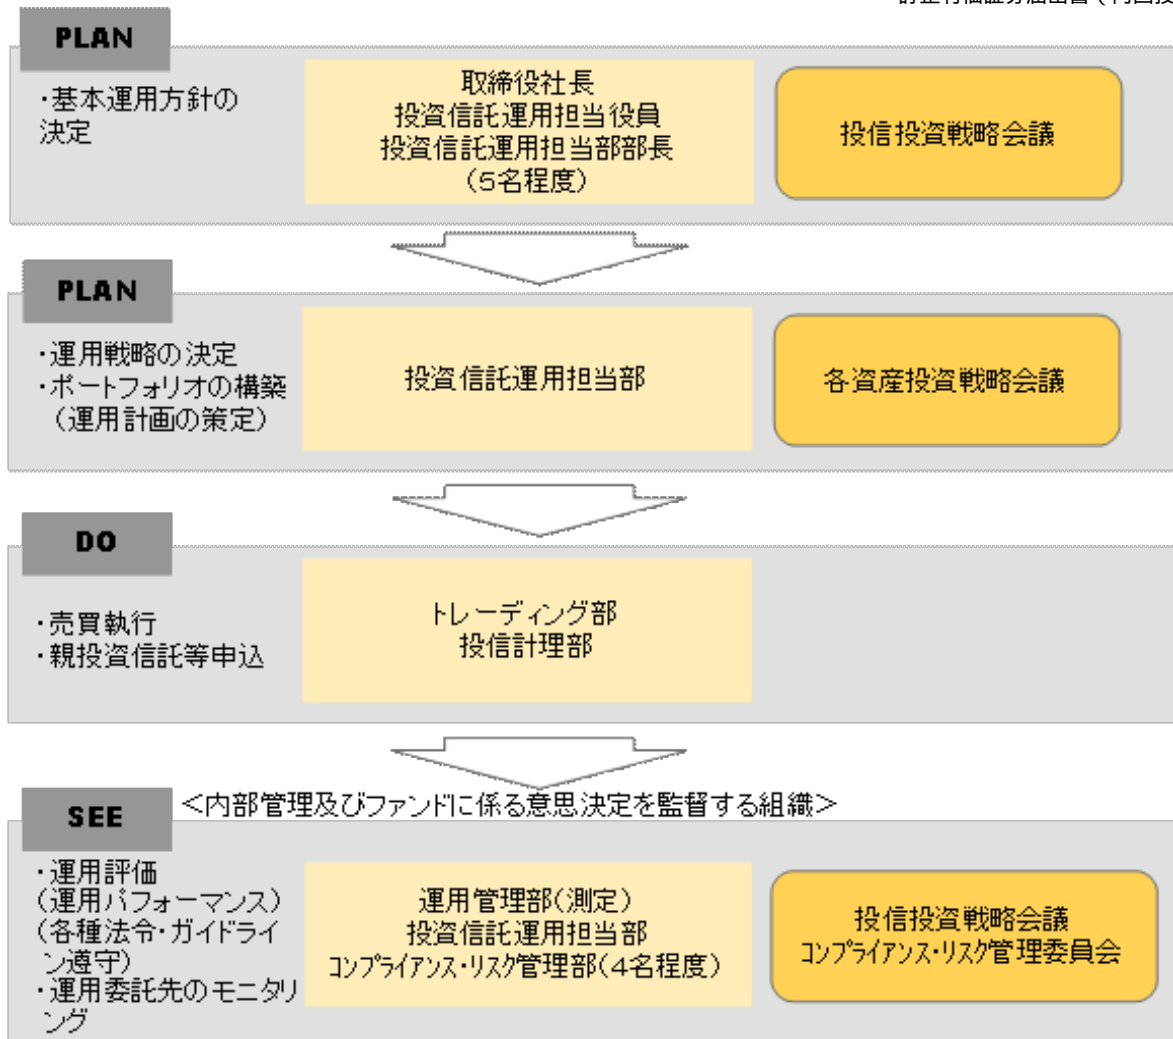 PLAN
・基本運用方針の
決定
取締役社長
投資信託運用担当役員
投資信託運用担当部部長
(5名程度)
投信投資戦略会議
PLAN
・運用戦略の決定
・ポートフォリオの構築
(運用計画の策定)
投資信託運用担当部
各資産投資戦略会議
DO
・売買執行
・親投資信託等申込
トレーディング部
投信計理部
SEE
＜内部管理及びファンドに係る意思決定を監督する組織＞
・運用評価
(運用パフォーマンス)
(各種法令・ガイドライ
ン遵守)
・運用委託先のモニタリ
ング
運用管理部(測定)
投資信託運用担当部
コンプライアンス・リスク管理部(4名程度)
投信投資戦略会議
コンプライアンス・リスク管理委員会